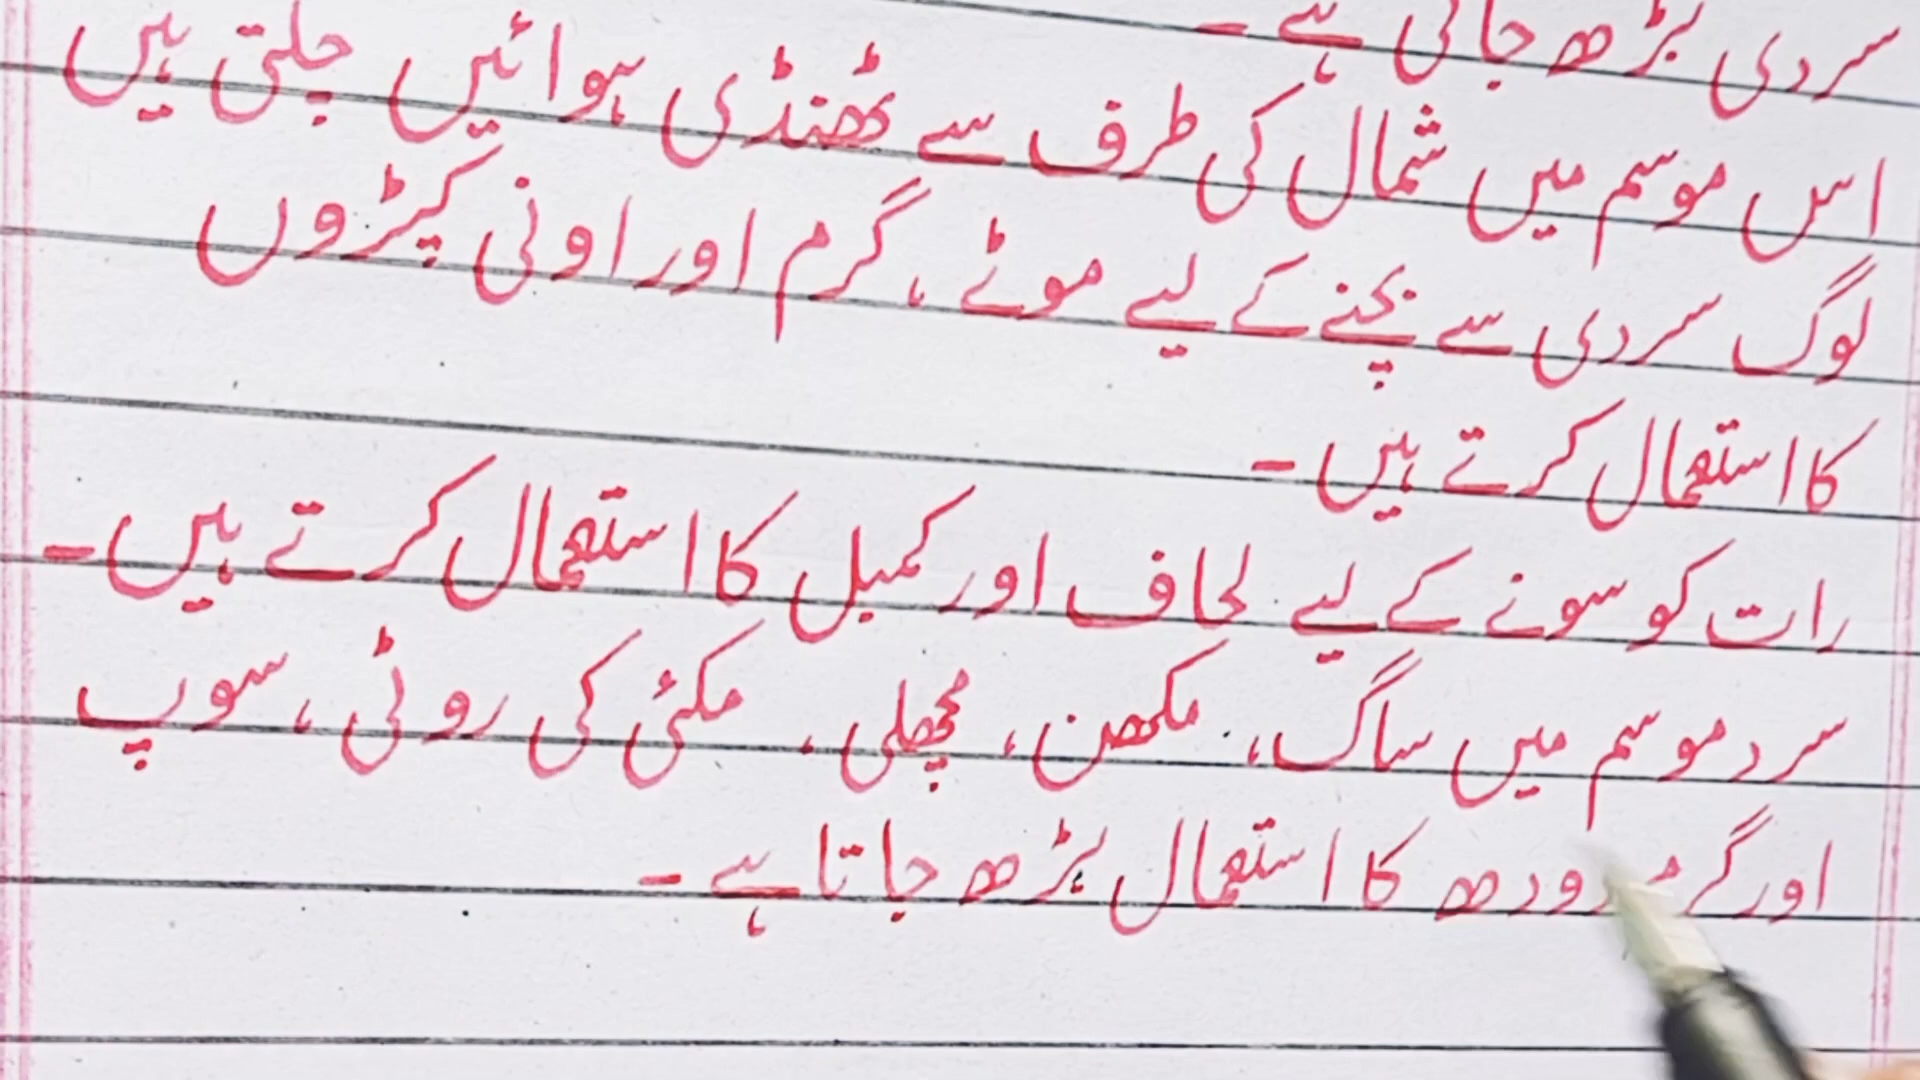 سردی بڑھ جاتی ہے ۔
اس موسم میں شمال کی طرف سے ٹھنڈی ہوائیں چلتی ہیں
لوگ سردی سے بچنے کے لیے موٹے ، گرم اور اونی کپڑوں
کا استعمال کرتے ہیں ۔
رات کو سونے کے لیے لحاف اور کمبل کا استعمال کرتے ہیں ۔
سرد موسم میں ساگ ، مکھن ، مچھلی ، مکئی کی روٹی ، سوپ
اور گرم دودھ کا استعمال بڑھ جاتا ہے ۔